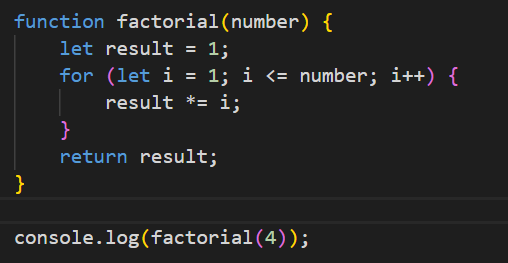 function factorial(number) {
    let result = 1;
    for (let i = 1; i <= number; i++) {
        result *= i;
    }
    return result;
}

console.log(factorial(4));